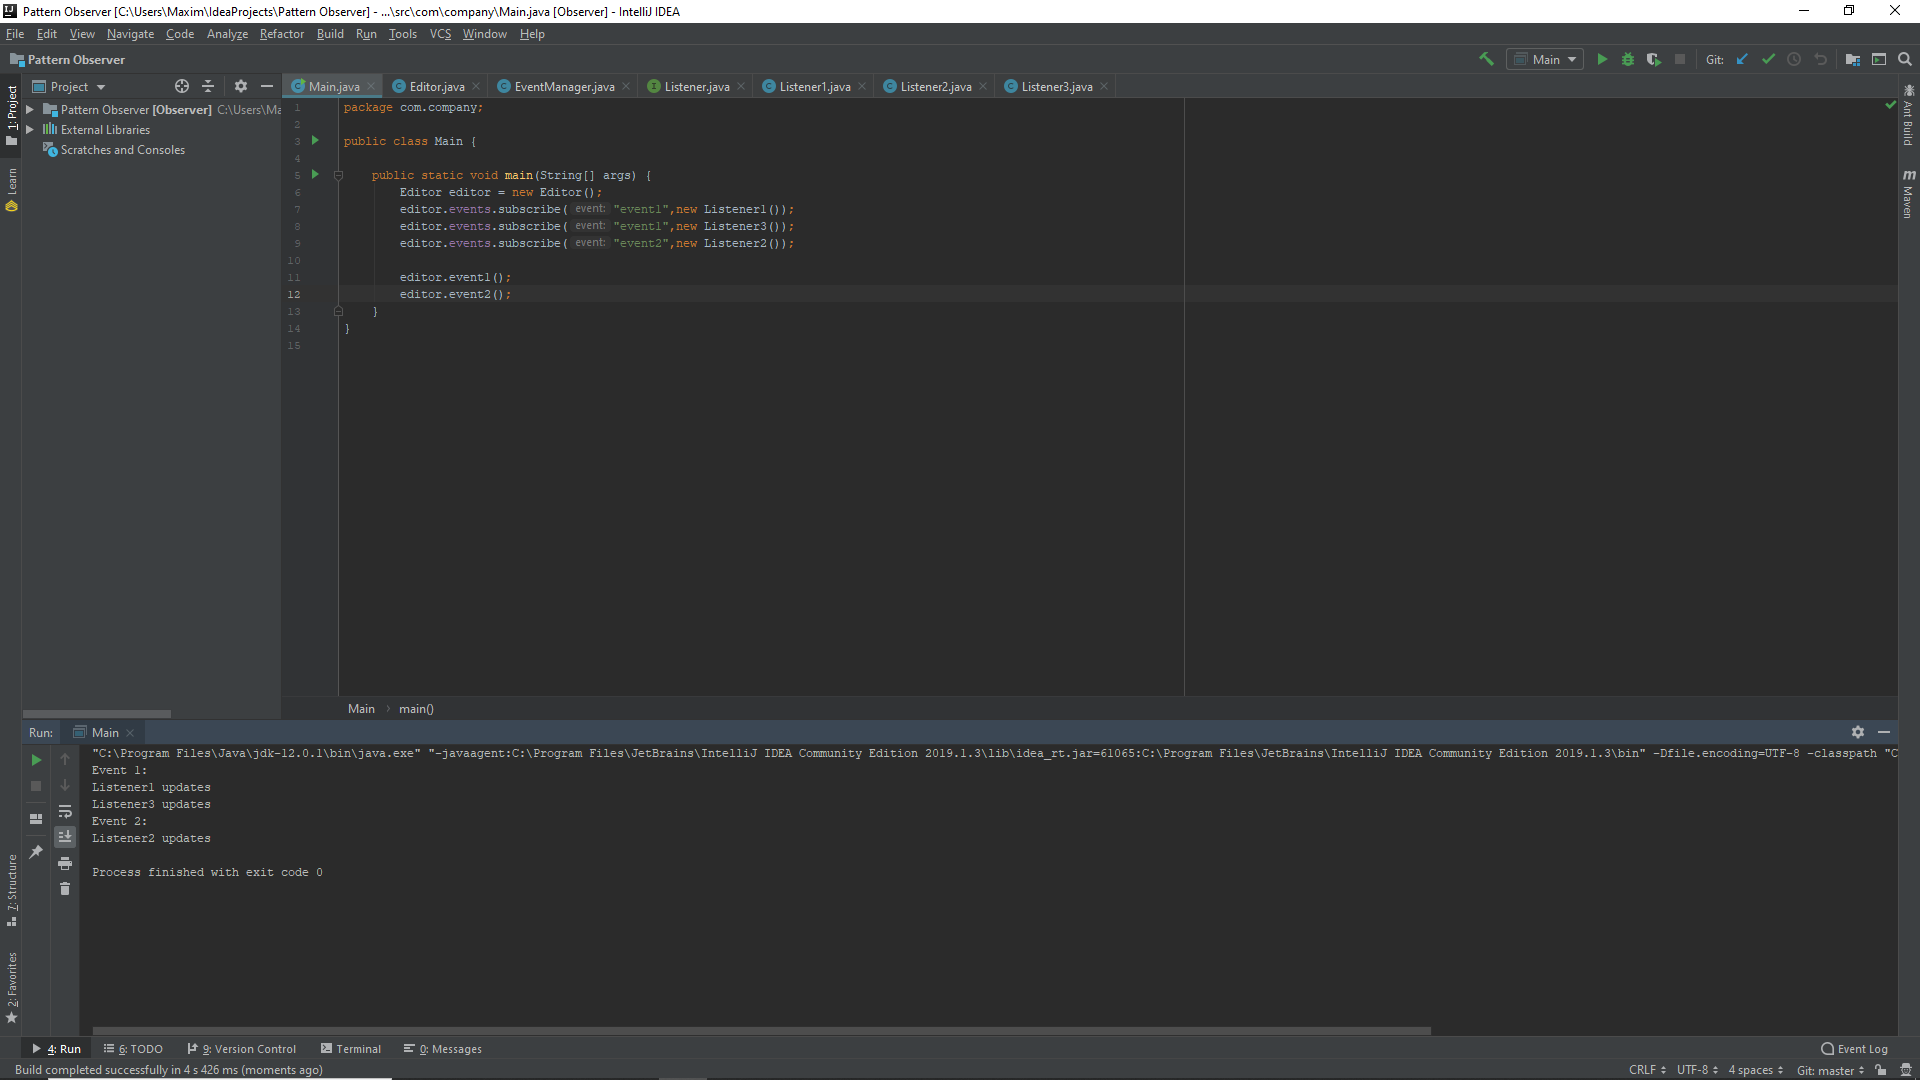 Pattern Observer [C:\Users\Maxim\IdeaProjects\Pattern Observer] - ...\src\com\company\Main.java [Observer] - IntelliJ IDEA
File Edit View Navigate Code Analyze Refactor Build Run Tools VCS Window Help
Pattern Observer
Main
Git:
1: Project
Learn
7: Structure
2: Favorites
Project
Pattern Observer [Observer] C:\Users\Ma
External Libraries
Scratches and Consoles
Main.java Editor.java EventManager.java Listener.java Listener1.java Listener2.java Listener3.java
1 package com.company;
2
3 public class Main {
4
5 public static void main(String[] args) {
6 Editor editor = new Editor();
7 editor.events.subscribe( event: "event1",new Listener1());
8 editor.events.subscribe( event: "event1",new Listener3());
9 editor.events.subscribe( event: "event2",new Listener2());
10
11 editor.event1();
12 editor.event2();
13 }
14 }
15
Main main()
Ant Build
Maven
Run: Main
"C:\Program Files\Java\jdk-12.0.1\bin\java.exe" "-javaagent:C:\Program Files\JetBrains\IntelliJ IDEA Community Edition 2019.1.3\lib\idea_rt.jar=61065:C:\Program Files\JetBrains\IntelliJ IDEA Community Edition 2019.1.3\bin" -Dfile.encoding=UTF-8 -classpath "C
Event 1:
Listener1 updates
Listener3 updates
Event 2:
Listener2 updates
Process finished with exit code 0
4: Run 6: TODO 9: Version Control Terminal 0: Messages Event Log
Build completed successfully in 4 s 426 ms (moments ago) CRLF UTF-8 4 spaces Git: master